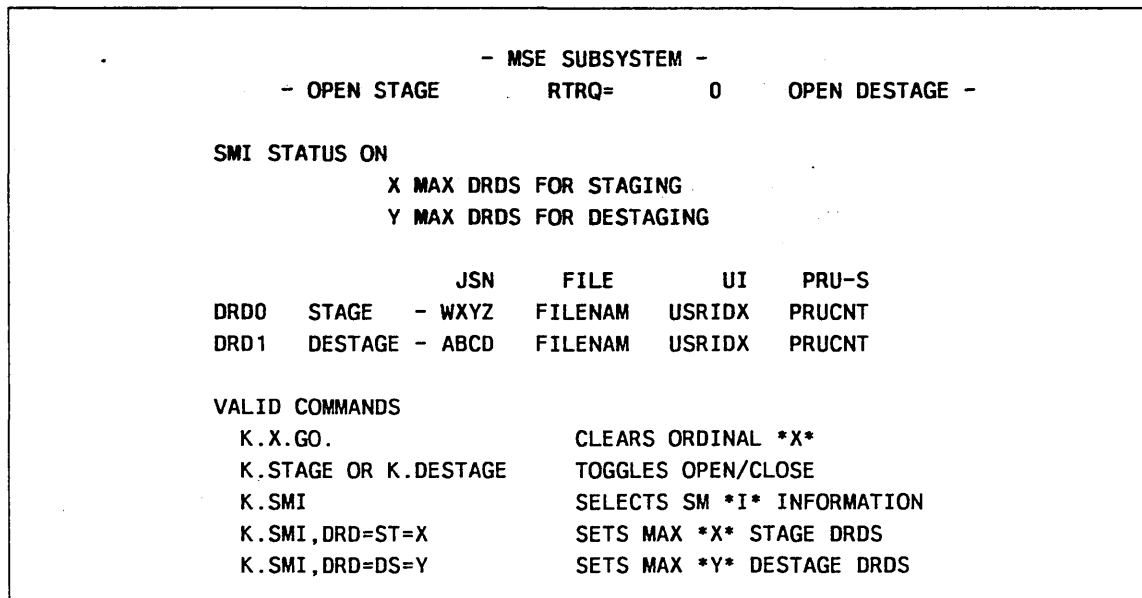 - MSE SUBSYSTEM -
- OPEN STAGE RTRQ= 0 OPEN DESTAGE -
SMI STATUS ON
X MAX DRDS FOR STAGING
Y MAX DRDS FOR DESTAGING
JSN FILE UI PRU-S
DRD0 STAGE - WXYZ FILENAM USRIDX PRUCNT
DRD1 DESTAGE - ABCD FILENAM USRIDX PRUCNT
VALID COMMANDS
K.X.GO. CLEARS ORDINAL *X*
K.STAGE OR K.DESTAGE TOGGLES OPEN/CLOSE
K.SMI SELECTS SM *I* INFORMATION
K.SMI,DRD=ST=X SETS MAX *X* STAGE DRDS
K.SMI,DRD=DS=Y SETS MAX *Y* DESTAGE DRDS